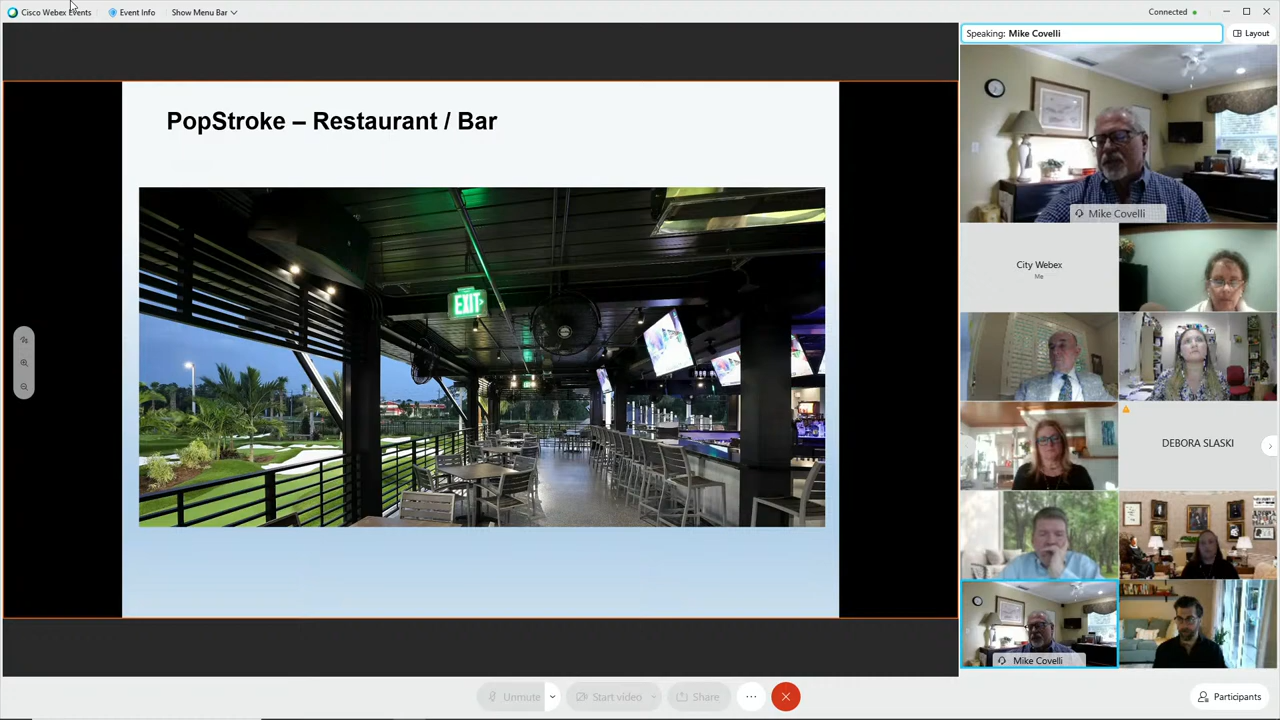 Cisco Webex Events
Event Info
Show Menu Bar
Connected
Speaking: Mike Covelli
Layout
PopStroke – Restaurant / Bar
EXIT
Mike Covelli
City Webex
Me
DEBORA SLASKI
Mike Covelli
Unmute
Start video
Share
Participants